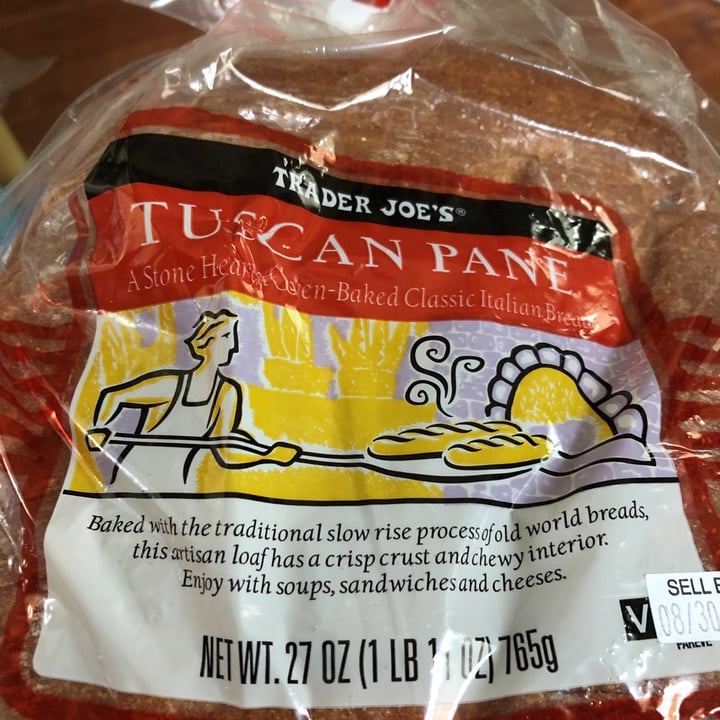 TRADER JOE'S®
TUSCAN PANE
A Stone Hearth Oven-Baked Classic Italian Bread
Baked with the traditional slow rise process of old world breads,
this artisan loaf has a crisp crust and chewy interior.
Enjoy with soups, sandwiches and cheeses.
SELL B
V 08/30
PAREVE
NET WT. 27 OZ (1 LB 11 OZ) 765g